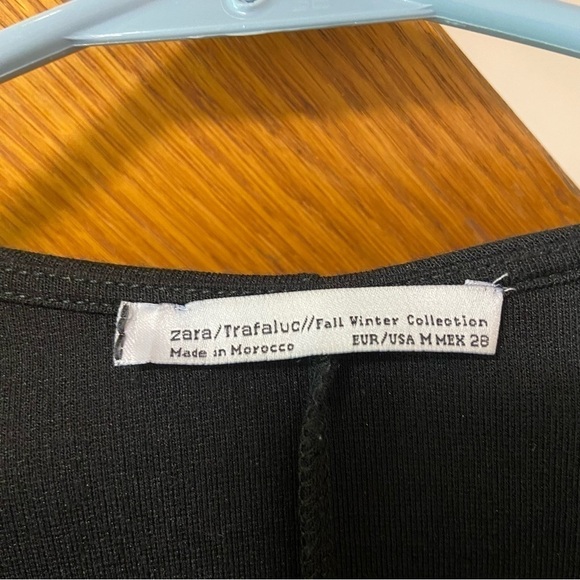 zara/Trafaluc//Fall Winter Collection
Made in Morocco EUR/USA M MEX 28